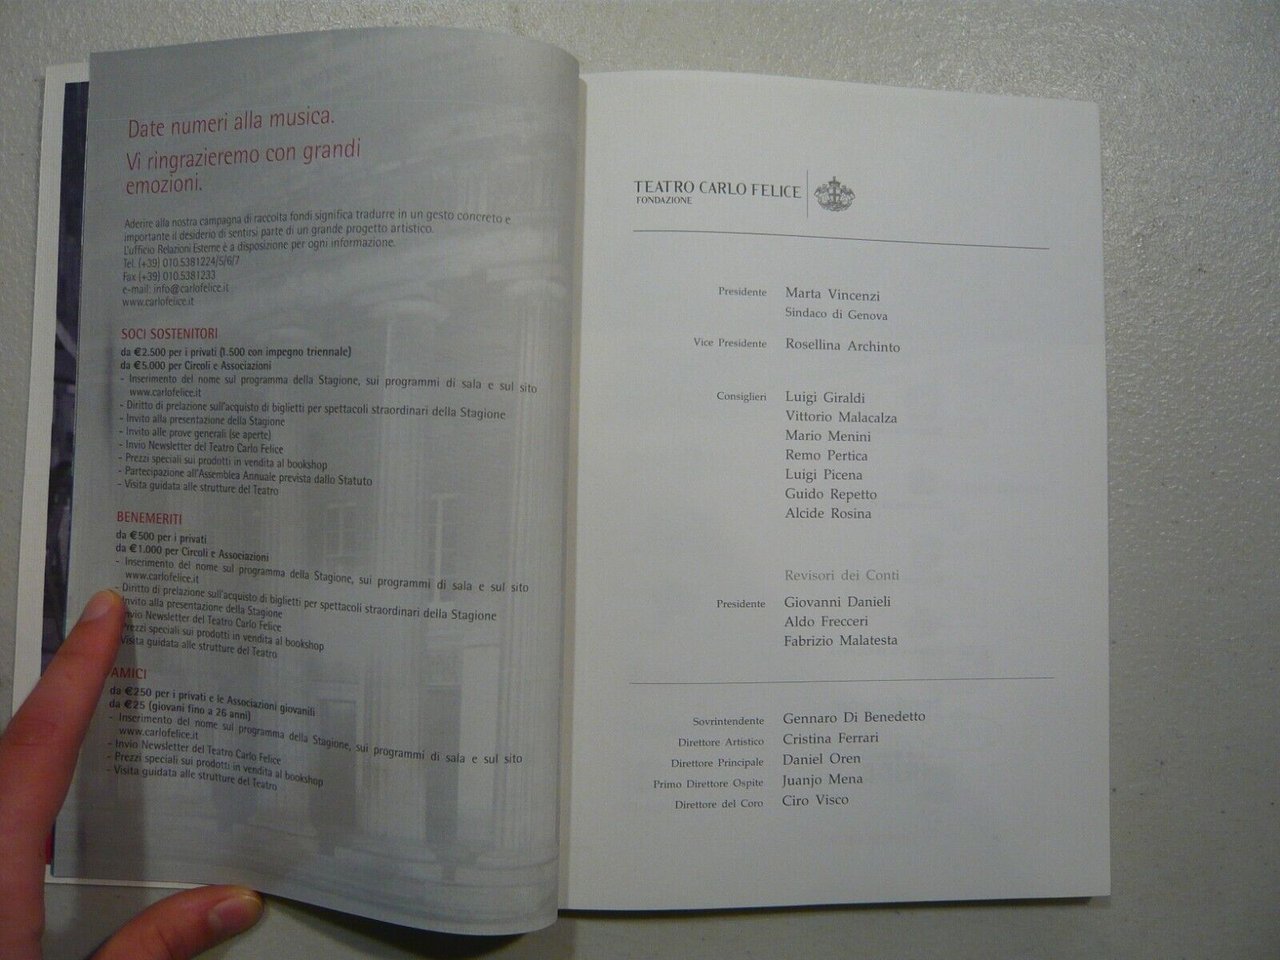 Date numeri alla musica.
Vi ringrazieremo con grandi
emozioni.
Aderire alla nostra campagna di raccolta fondi significa tradurre in un gesto concreto e
importante il desiderio di sentirsi parte di un grande progetto artistico.
L'ufficio Relazioni Esterne è a disposizione per ogni informazione.
Tel. (+39) 010.5381224/5/6/7
Fax (+39) 010.5381233
e-mail: info@carlofelice.it
www.carlofelice.it
SOCI SOSTENITORI
da €2.500 per i privati (1.500 con impegno triennale)
da €5.000 per Circoli e Associazioni
- Inserimento del nome sul programma della Stagione, sui programmi di sala e sul sito
www.carlofelice.it
- Diritto di prelazione sull'acquisto di biglietti per spettacoli straordinari della Stagione
- Invito alla presentazione della Stagione
- Invito alle prove generali (se aperte)
- Invio Newsletter del Teatro Carlo Felice
- Prezzi speciali sui prodotti in vendita al bookshop
- Partecipazione all'Assemblea Annuale prevista dallo Statuto
- Visita guidata alle strutture del Teatro
BENEMERITI
da €500 per i privati
da €1.000 per Circoli e Associazioni
- Inserimento del nome sul programma della Stagione, sui programmi di sala e sul sito
www.carlofelice.it
- Diritto di prelazione sull'acquisto di biglietti per spettacoli straordinari della Stagione
Invito alla presentazione della Stagione
Invio Newsletter del Teatro Carlo Felice
Prezzi speciali sui prodotti in vendita al bookshop
Visita guidata alle strutture del Teatro
AMICI
da €250 per i privati e le Associazioni giovanili
da €25 (giovani fino a 26 anni)
- Inserimento del nome sul programma della Stagione, sui programmi di sala e sul sito
www.carlofelice.it
- Invio Newsletter del Teatro Carlo Felice
- Prezzi speciali sui prodotti in vendita al bookshop
- Visita guidata alle strutture del Teatro
TEATRO CARLO FELICE
FONDAZIONE
Presidente Marta Vincenzi
Sindaco di Genova
Vice Presidente Rosellina Archinto
Consiglieri Luigi Giraldi
Vittorio Malacalza
Mario Menini
Remo Pertica
Luigi Picena
Guido Repetto
Alcide Rosina
Revisori dei Conti
Presidente Giovanni Danieli
Aldo Frecceri
Fabrizio Malatesta
Sovrintendente Gennaro Di Benedetto
Direttore Artistico Cristina Ferrari
Direttore Principale Daniel Oren
Primo Direttore Ospite Juanjo Mena
Direttore del Coro Ciro Visco